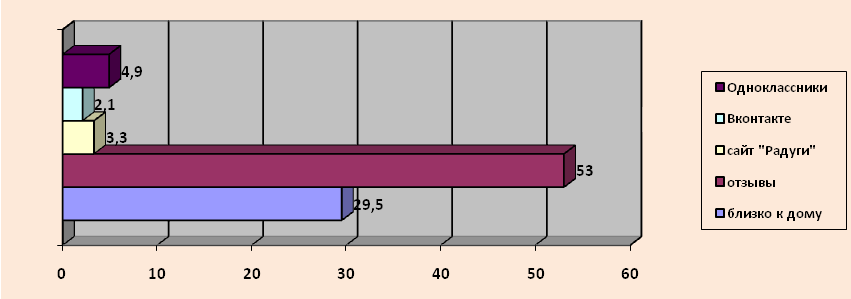 4,9
2,1
3,3
53
29,5
0 10 20 30 40 50 60
Одноклассники
Вконтакте
сайт "Радуги"
отзывы
близко к дому